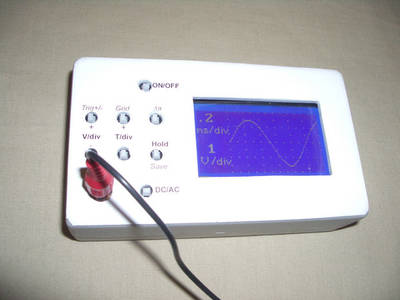 ON/OFF
Trig+/-
Gnd
+
+
V/div
T/div
Hold
Save
DC/AC
.2
ms/div
1
V/div